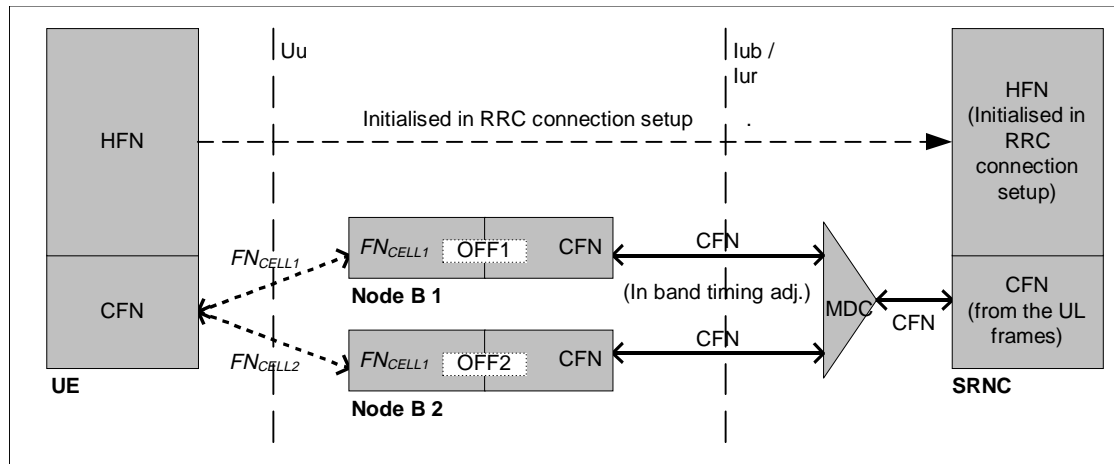 Uu
Iub /
Iur
HFN
Initialised in RRC connection setup .
HFN
(Initialised in
RRC
connection
setup)
FNCELL1
FNCELL1
OFF1
CFN
CFN
Node B 1
CFN
(In band timing adj.)
MDC
CFN
CFN
(from the UL
frames)
CFN
FNCELL2
FNCELL1
OFF2
CFN
UE
Node B 2
SRNC